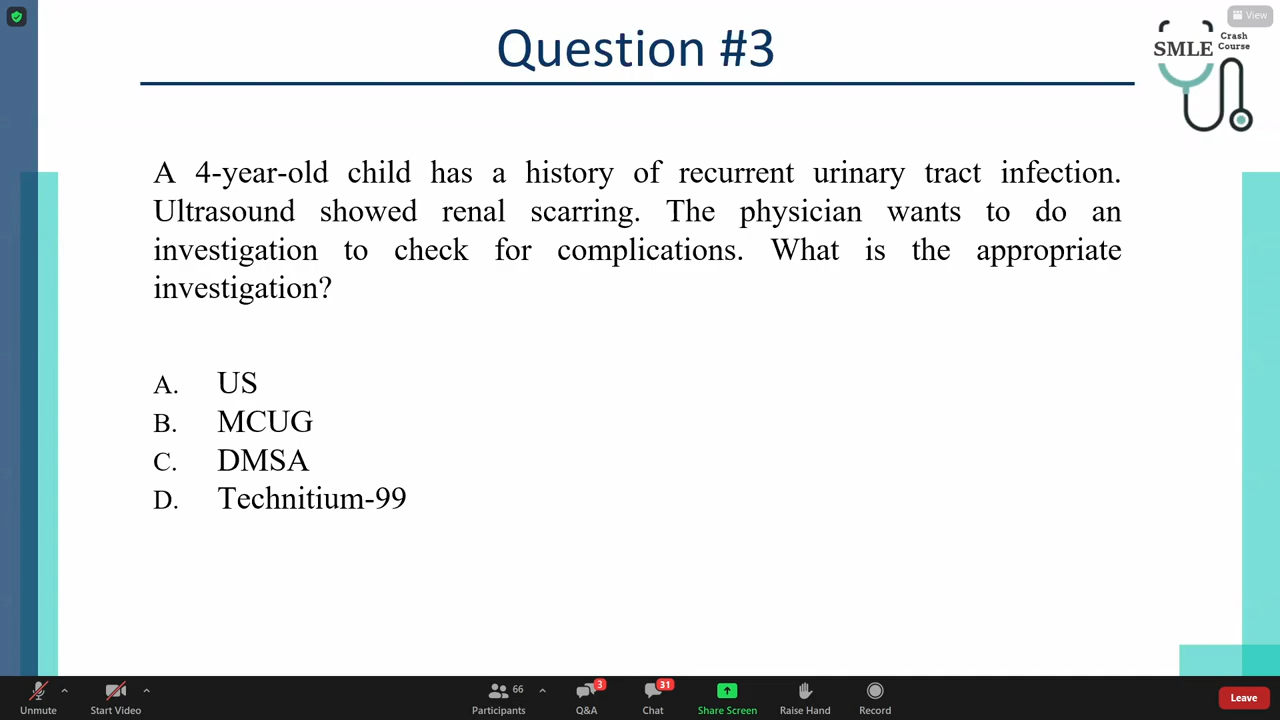 View
Question #3
SMLE Crash Course
A 4-year-old child has a history of recurrent urinary tract infection.
Ultrasound showed renal scarring. The physician wants to do an
investigation to check for complications. What is the appropriate
investigation?
A. US
B. MCUG
C. DMSA
D. Technitium-99
Unmute
Start Video
66
Participants
3
Q&A
31
Chat
Share Screen
Raise Hand
Record
Leave